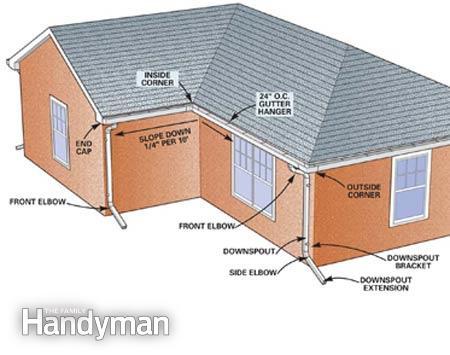 INSIDE
CORNER
24" O.C.
GUTTER
HANGER
END
CAP
SLOPE DOWN
1/4" PER 10'
FRONT ELBOW
FRONT ELBOW
OUTSIDE
CORNER
DOWNSPOUT
DOWNSPOUT
BRACKET
SIDE ELBOW
DOWNSPOUT
EXTENSION
THE FAMILY
Handyman